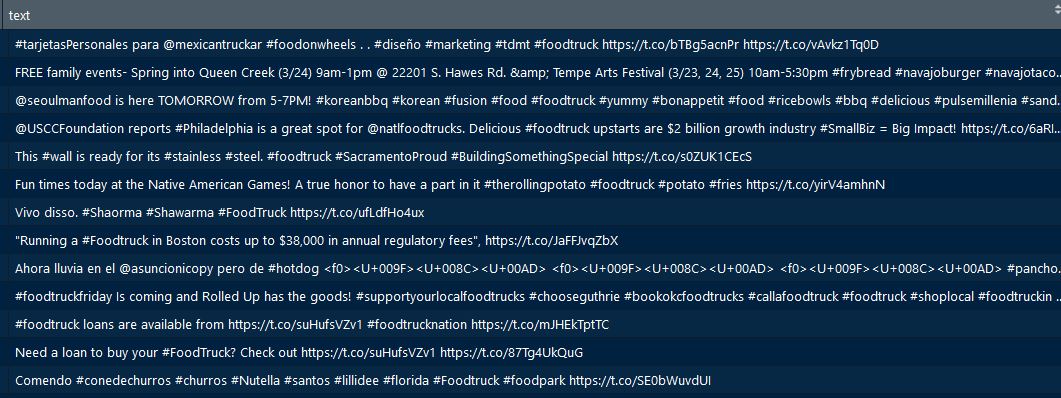 text
#tarjetasPersonales para @mexicantruckar #foodonwheels . . #diseño #marketing #tdmt #foodtruck https://t.co/bTBg5acnPr https://t.co/vAvkz1Tq0D
FREE family events- Spring into Queen Creek (3/24) 9am-1pm @ 22201 S. Hawes Rd. &amp; Tempe Arts Festival (3/23, 24, 25) 10am-5:30pm #frybread #navajoburger #navajotaco...
@seoulmanfood is here TOMORROW from 5-7PM! #koreanbbq #korean #fusion #food #foodtruck #yummy #bonappetit #food #ricebowls #bbq #delicious #pulsemillenia #sand...
@USCCFoundation reports #Philadelphia is a great spot for @natlfoodtrucks. Delicious #foodtruck upstarts are $2 billion growth industry #SmallBiz = Big Impact! https://t.co/6aRI...
This #wall is ready for its #stainless #steel. #foodtruck #SacramentoProud #BuildingSomethingSpecial https://t.co/s0ZUK1CEcS
Fun times today at the Native American Games! A true honor to have a part in it #therollingpotato #foodtruck #potato #fries https://t.co/yirV4amhnN
Vivo disso. #Shaorma #Shawarma #FoodTruck https://t.co/ufLdfHo4ux
"Running a #Foodtruck in Boston costs up to $38,000 in annual regulatory fees", https://t.co/JaFFJvqZbX
Ahora lluvia en el @asuncionicopy pero de #hotdog <f0><U+009F><U+008C><U+00AD> <f0><U+009F><U+008C><U+00AD> <f0><U+009F><U+008C><U+00AD> #pancho...
#foodtruckfriday Is coming and Rolled Up has the goods! #supportyourlocalfoodtrucks #chooseguthrie #bookokcfoodtrucks #callafoodtruck #foodtruck #shoplocal #foodtruckin ...
#foodtruck loans are available from https://t.co/suHufsVZv1 #foodtrucknation https://t.co/mJHEkTptTC
Need a loan to buy your #FoodTruck? Check out https://t.co/suHufsVZv1 https://t.co/87Tg4UkQuG
Comendo #conedechurros #churros #Nutella #santos #lillidee #florida #Foodtruck #foodpark https://t.co/SE0bWuvdUI